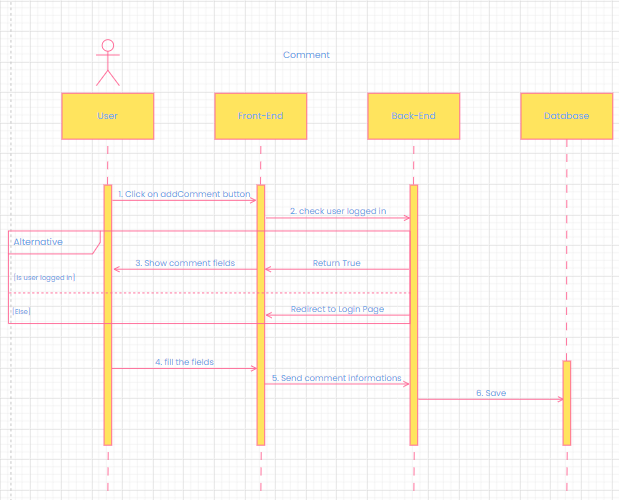 Comment
User
Front-End
Back-End
Database
1. Click on addComment button
2. check user logged in
Alternative
[Is user logged in]
3. Show comment fields
Return True
[Else]
Redirect to Login Page
4. fill the fields
5. Send comment informations
6. Save